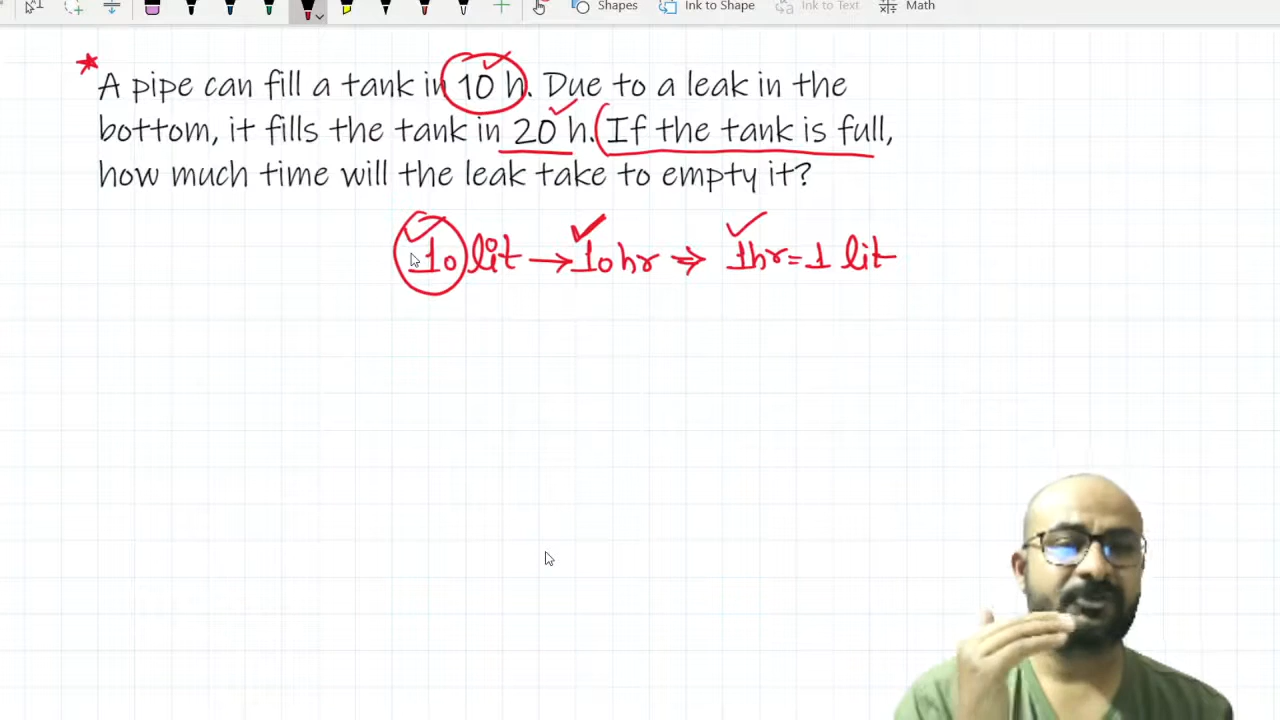 Shapes Ink to Shape Ink to Text Math
A pipe can fill a tank in 10 h. Due to a leak in the
bottom, it fills the tank in 20 h. (If the tank is full,
how much time will the leak take to empty it?
10 lit → 10 hr ⇒ 1hr = 1 lit